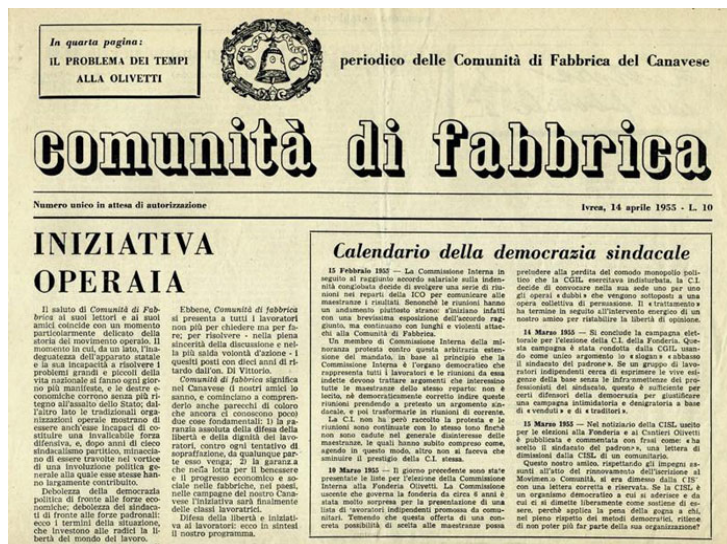 In quarta pagina:
IL PROBLEMA DEI TEMPI
ALLA OLIVETTI
periodico delle Comunità di Fabbrica del Canavese
comunità di fabbrica
Numero unico in attesa di autorizzazione
Ivrea, 14 aprile 1955 - L. 10
INIZIATIVA
OPERAIA
Il saluto di Comunità di Fab-
brica ai suoi lettori e ai suoi
amici coincide con un momento
particolarmente delicato della
storia del movimento operaio. Il
momento in cui, da un lato, l'ina-
deguatezza dell'apparato statale
e la sua incapacità a risolvere i
problemi grandi e piccoli della
vita nazionale si fanno ogni gior-
no più manifeste, e le destre e-
conomiche corrono senza più ri-
tegno all'assalto dello Stato; dal-
l'altro lato le tradizionali orga-
nizzazioni operaie mostrano di
essere anch'esse incapaci di co-
stituire una invalicabile forza
difensiva, e, dopo anni di cieco
sindacalismo partitico, minaccia-
no di essere travolte nel vortice
di una involuzione politica ge-
nerale alla quale esse stesse han-
no largamente contribuito.
Debolezza della democrazia
politica di fronte alle forze eco-
nomiche; debolezza dei sindaca-
ti di fronte alle forze padronali:
ecco i termini della situazione,
che investono alle radici la li-
bertà del mondo del lavoro.
Ebbene, Comunità di fabbrica
si presenta a tutti i lavoratori
non più per chiedere ma per fa-
re; per risolvere - nella piena
sincerità della discussione e nel-
la più salda volontà d'azione - i
quesiti posti con dieci anni di ri-
tardo dall'on. Di Vittorio.
Comunità di fabbrica significa
nel Canavese (i nostri amici lo
sanno, e cominciano a compren-
derlo anche parecchi di coloro
che ancora ci conoscono poco
due cose fondamentali: 1) la ga-
ranzia assoluta della difesa della
libertà e della dignità del lavo-
ro, contro ogni tentativo di
sopraffazione, da qualunque par-
te esso venga; 2) la garanzia
che nella lotta per il benessere
e il progresso economico e so-
ciale nelle fabbriche, nei paesi,
nelle campagne del nostro Cana-
vese l'iniziativa sarà finalmente
delle classi lavoratrici.
Difesa della libertà e iniziati-
va ai lavoratori: ecco in sintesi
il nostro programma.
Calendario della democrazia sindacale
15 Febbraio 1955 — La Commissione Interna in
seguito al raggiunto accordo salariale sulla inden-
nità conglobata decide di svolgere una serie di riu-
nioni nei reparti della ICO per comunicare alle
maestranze i risultati. Sennonchè le riunioni hanno
un andamento piuttosto strano: s'iniziano infatti
con una brevissima esposizione dell'accordo rag-
giunto, ma continuano con lunghi e violenti attac-
chi alla Comunità di Fabbrica.
Un membro di Commissione Interna della mi-
noranza protesta contro questa arbitraria esten-
sione del mandato, in base al principio che la
Commissione Interna è l'organo democratico che
rappresenta tutti i lavoratori e le riunioni da essa
indette devono trattare argomenti che interessino
tutte le maestranze dello stesso reparto: non è
lecito, nè democraticamente corretto indire queste
riunioni prendendo a pretesto un argomento sin-
dacale, e poi trasformarle in riunioni di corrente.
La C.I. non ha però raccolto la protesta e le
riunioni sono continuate con lo stesso tono finchè
non sono cadute nel generale disinteresse delle
maestranze, le quali hanno subito compreso come,
agendo in questo modo, altro non si faceva che
sminuire il prestigio della C.I. stessa.
10 Marzo 1955 — Il giorno precedente sono state
presentate le liste per l'elezione della Commissione
Interna alla Fonderia Olivetti. La Commissione
uscente che governa la fonderia da circa 6 anni è
stata molto sorpresa per la presentazione di una
lista di lavoratori indipendenti promossa da comu-
nitari. Temendo che questa offerta di una con-
creta possibilità di scelta alle maestranze possa
preludere alla perdita del comodo monopolio poli-
tico che la CGIL esercitava indisturbata, la C.I.
decide di convocare nella sua sede uno per uno
gli operai «dubbi» che vengono sottoposti a una
opera collettiva di persuasione. Il «trattamento»
ha termine in seguito all'intervento energico di un
nostro amico per ristabilire la libertà di opinione.
14 Marzo 1955 — Si conclude la campagna elet-
torale per l'elezione della C.I. della Fonderia. Que-
sta campagna è stata condotta dalla CGIL usan-
do come unico argomento lo «slogan» «abbasso
il sindacato del padrone». Se un gruppo di lavo-
ratori indipendenti cerca di esprimere le vive esi-
genze della base senza le inframmettenze dei pro-
fessionisti del sindacato, questo è sufficiente per
certi difensori della democrazia per giustificare
una campagna intimidatoria e denigratoria a base
di «venduti» e di «traditori».
15 Marzo 1955 — Nel notiziario della CISL uscito
per le elezioni alla Fonderia e ai Cantieri Olivetti
è pubblicata e commentata con frasi come: «ha
scelto il sindacato del padrone», una lettera di
dimissioni dalla CISL di un comunitario.
Questo nostro amico, rispettando gli impegni as-
sunti all'atto del rinnovamento dell'iscrizione al
Movimento Comunità, si era dimesso dalla CISL
con una lettera corretta e riservata. Se la CISL è
un organismo democratico a cui si aderisce e da
cui ci si dimette liberamente come sostiene di es-
sere, perchè applica la pena della gogna a chi,
nel pieno rispetto dei metodi democratici, ritiene
di non poter più far parte della sua organizzazione?